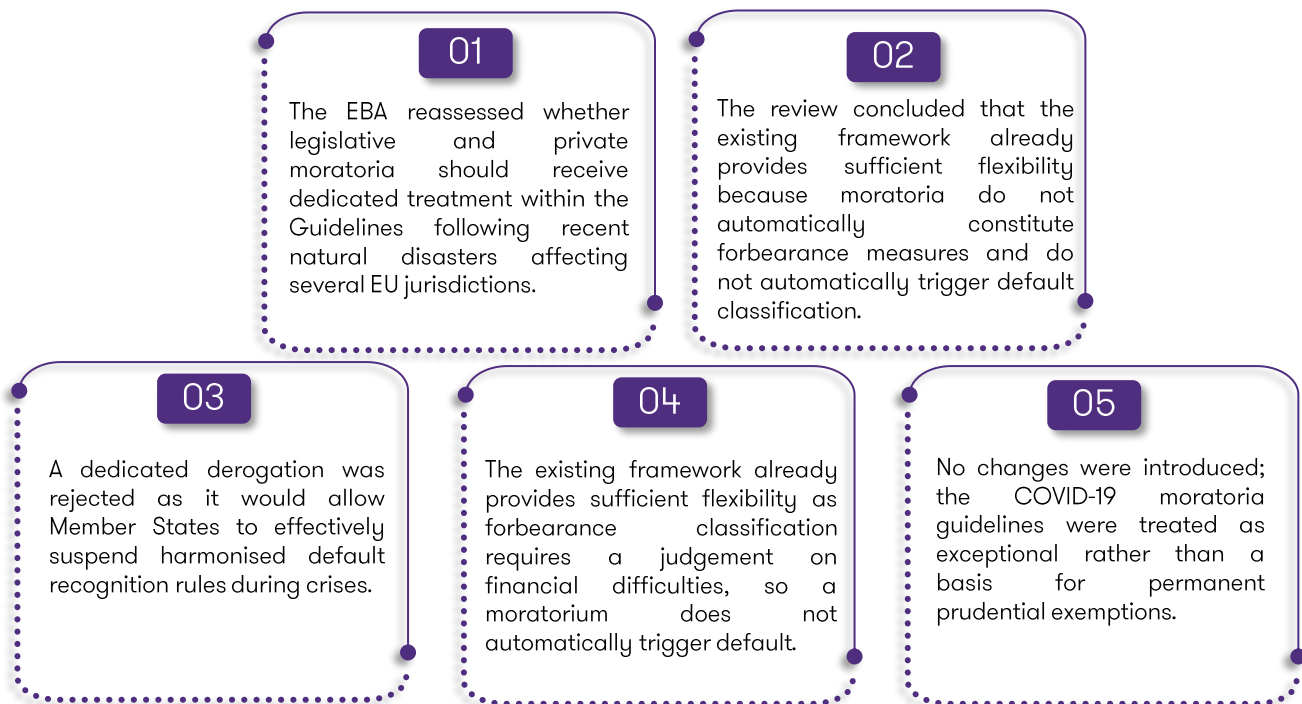 01
The EBA reassessed whether
legislative and private
moratoria should receive
dedicated treatment within the
Guidelines following recent
natural disasters affecting
several EU jurisdictions.
02
The review concluded that the
existing framework already
provides sufficient flexibility
because moratoria do not
automatically constitute
forbearance measures and do
not automatically trigger default
classification.
03
A dedicated derogation was
rejected as it would allow
Member States to effectively
suspend harmonised default
recognition rules during crises.
04
The existing framework already
provides sufficient flexibility as
forbearance classification
requires a judgement on
financial difficulties, so a
moratorium does not
automatically trigger default.
05
No changes were introduced;
the COVID-19 moratoria
guidelines were treated as
exceptional rather than a
basis for permanent
prudential exemptions.